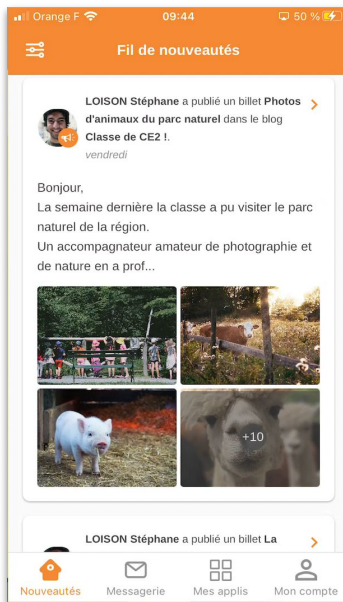 Orange F 09:44 50 %
Fil de nouveautés
LOISON Stéphane a publié un billet Photos
d'animaux du parc naturel dans le blog
Classe de CE2 !.
vendredi
Bonjour,
La semaine dernière la classe a pu visiter le parc
naturel de la région.
Un accompagnateur amateur de photographie et
de nature en a prof...
+10
LOISON Stéphane a publié un billet La
Nouveautés Messagerie Mes applis Mon compte